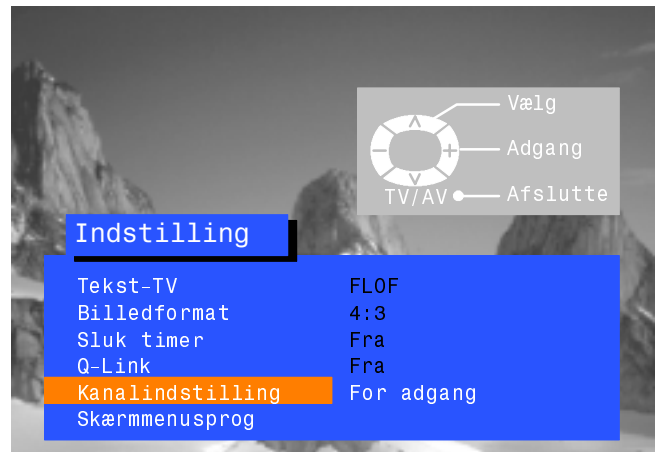 Vælg
Adgang
TV/AV Afslutte
Indstilling
Tekst-TV FLOF
Billedformat 4:3
Sluk timer Fra
Q-Link Fra
Kanalindstilling For adgang
Skærmmenusprog